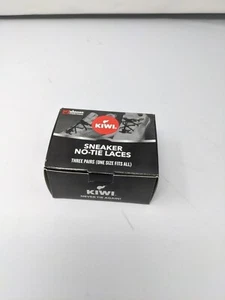 KIWI
SNEAKER
NO-TIE LACES
THREE PAIRS (ONE SIZE FITS ALL)
KIWI
NEVER TIE AGAIN!